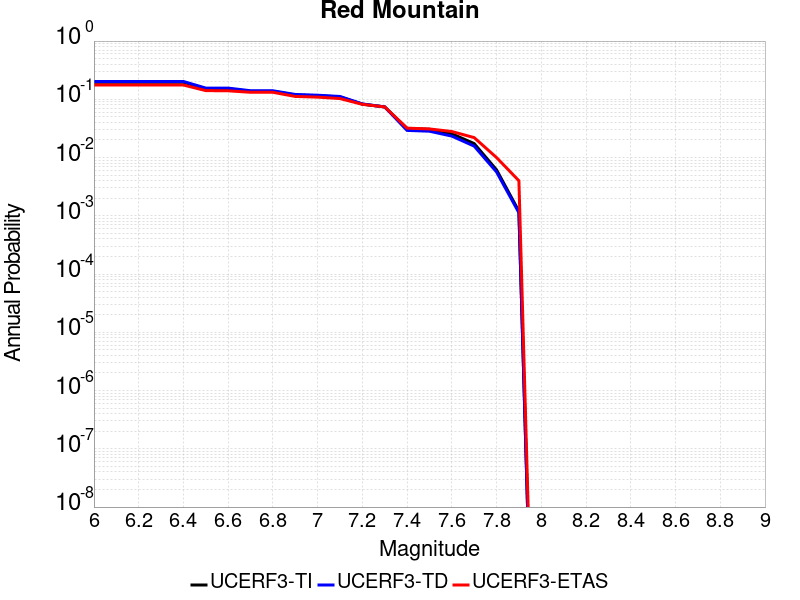 Red Mountain
10^0
10^-1
10^-2
10^-3
10^-4
10^-5
10^-6
10^-7
10^-8
Annual Probability
6 6.2 6.4 6.6 6.8 7 7.2 7.4 7.6 7.8 8 8.2 8.4 8.6 8.8 9
Magnitude
UCERF3-TI UCERF3-TD UCERF3-ETAS